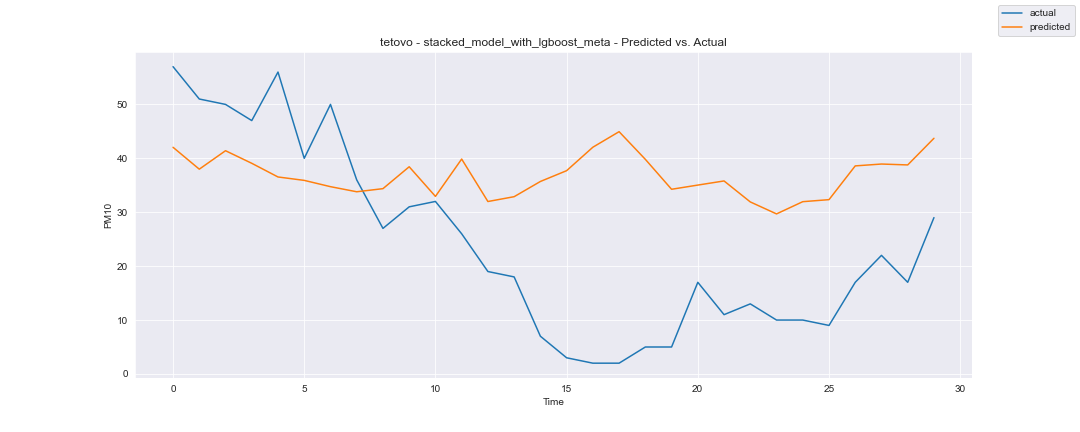 actual
predicted
tetovo - stacked_model_with_lgboost_meta - Predicted vs. Actual
PM10
50
40
30
20
10
0
0 5 10 15 20 25 30
Time